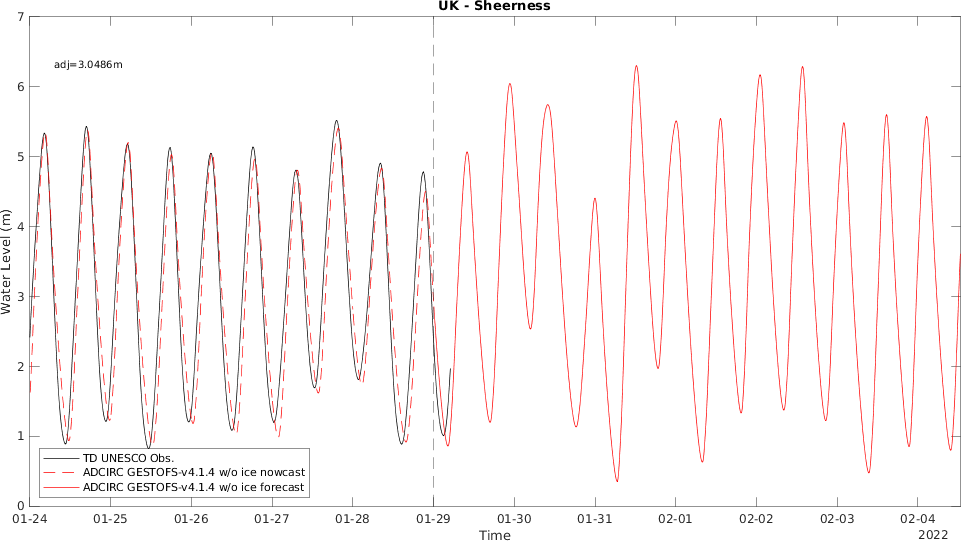 UK - Sheerness
7
6
5
4
3
2
1
0
Water Level (m)
adj=3.0486m
TD UNESCO Obs.
ADCIRC GESTOFS-v4.1.4 w/o ice nowcast
ADCIRC GESTOFS-v4.1.4 w/o ice forecast
01-24 01-25 01-26 01-27 01-28 01-29 01-30 01-31 02-01 02-02 02-03 02-04
Time
2022